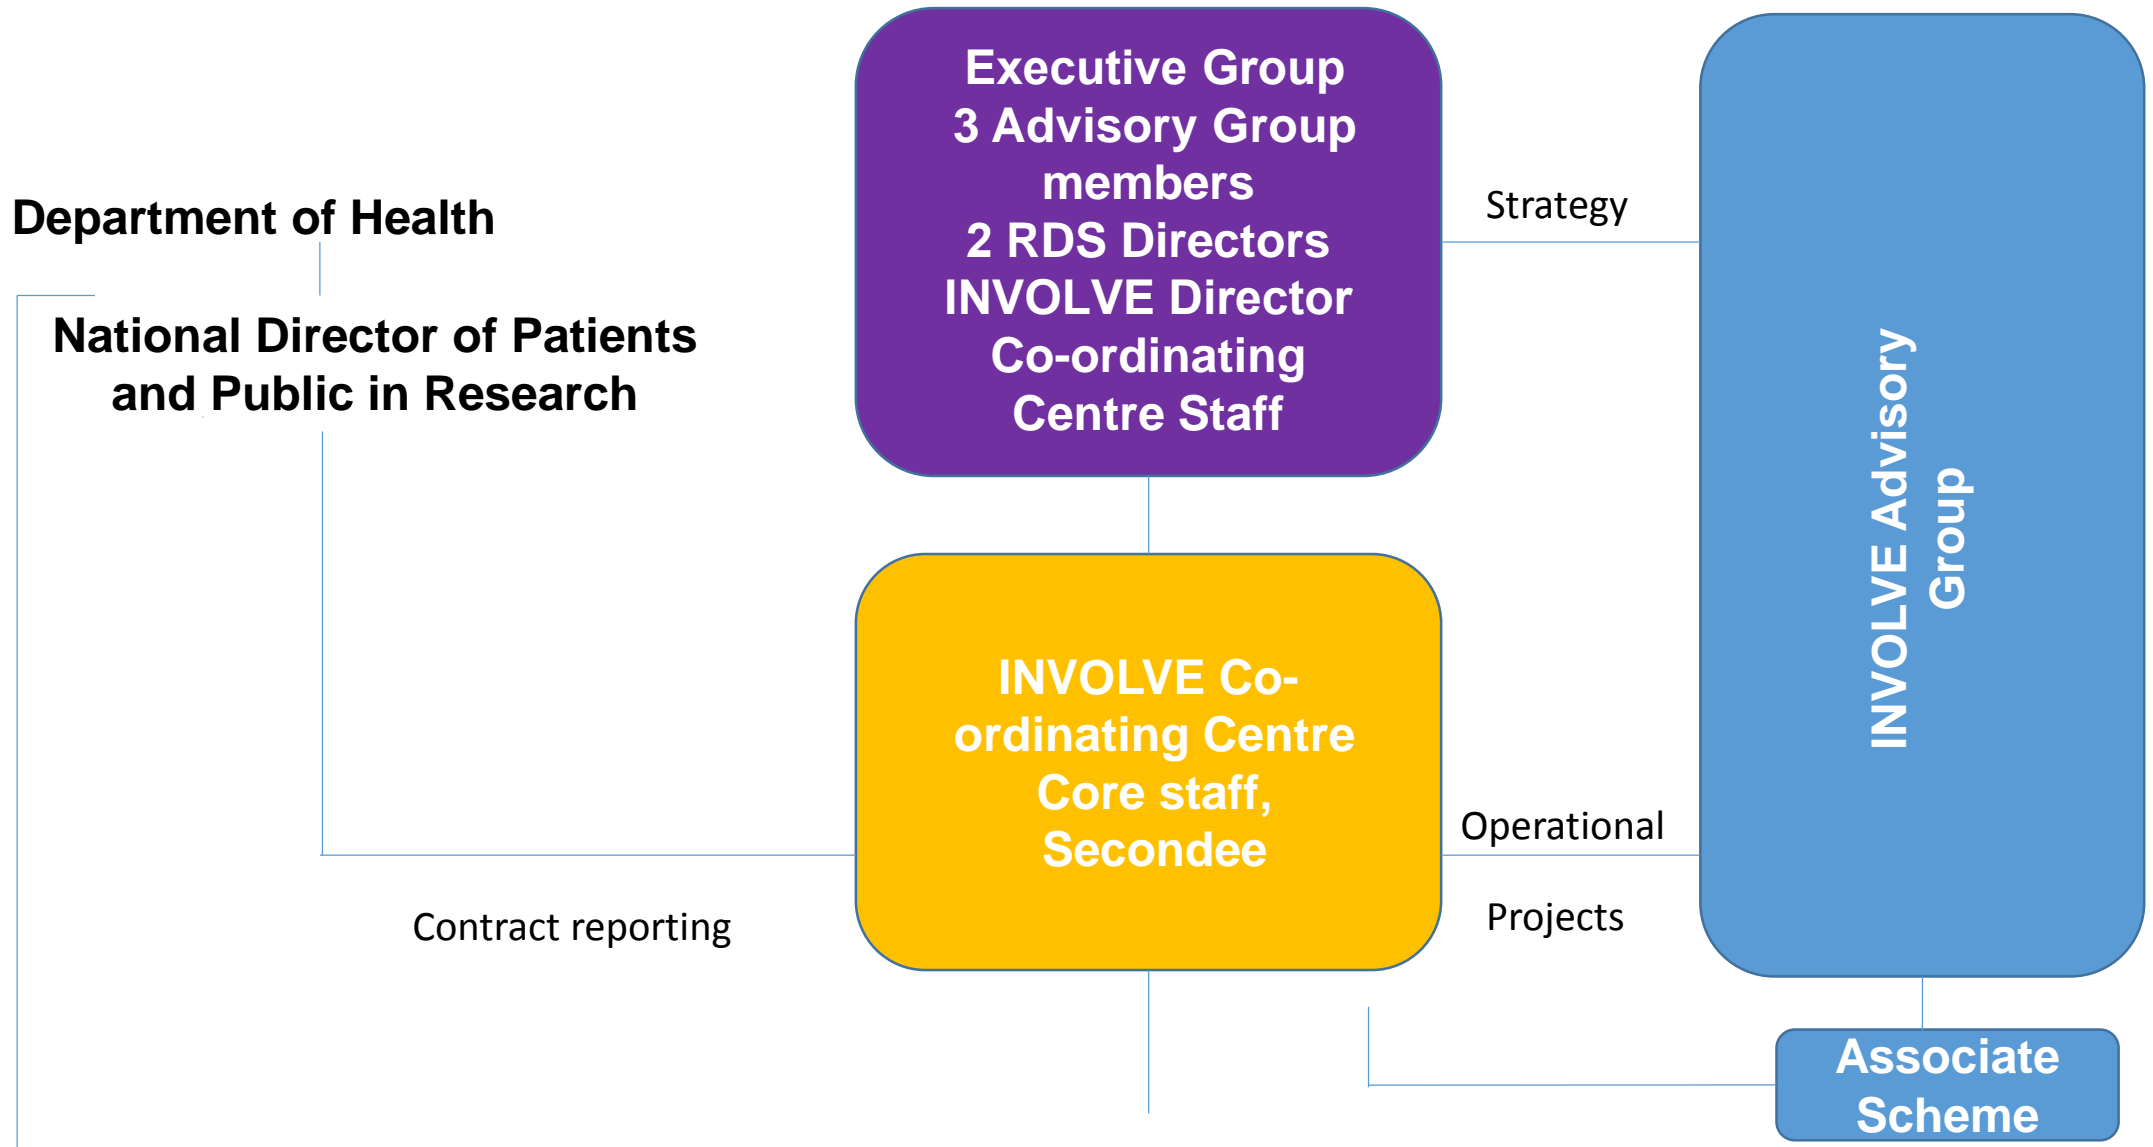 Department of Health
National Director of Patients
and Public in Research
Contract reporting
Executive Group
3 Advisory Group
members
2 RDS Directors
INVOLVE Director
Co-ordinating
Centre Staff
INVOLVE Co-
ordinating Centre
Core staff,
Secondee
Strategy
Operational
Projects
INVOLVE Advisory
Group
Associate
Scheme